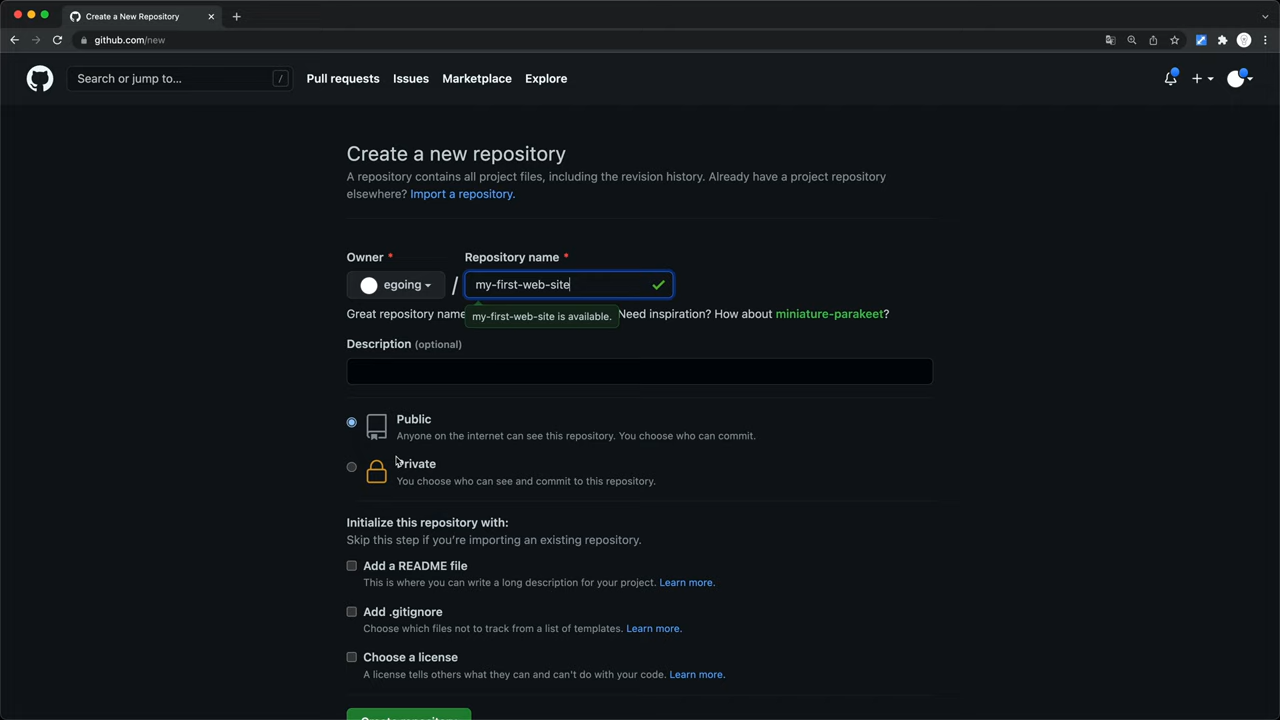 Create a New Repository
github.com/new
Search or jump to...
/
Pull requests
Issues
Marketplace
Explore
Create a new repository
A repository contains all project files, including the revision history. Already have a project repository
elsewhere? Import a repository.
Owner *
Repository name *
egoing
/
my-first-web-site
Great repository name
my-first-web-site is available.
Need inspiration? How about miniature-parakeet?
Description (optional)
Public
Anyone on the internet can see this repository. You choose who can commit.
Private
You choose who can see and commit to this repository.
Initialize this repository with:
Skip this step if you're importing an existing repository.
Add a README file
This is where you can write a long description for your project. Learn more.
Add .gitignore
Choose which files not to track from a list of templates. Learn more.
Choose a license
A license tells others what they can and can't do with your code. Learn more.
Create repository